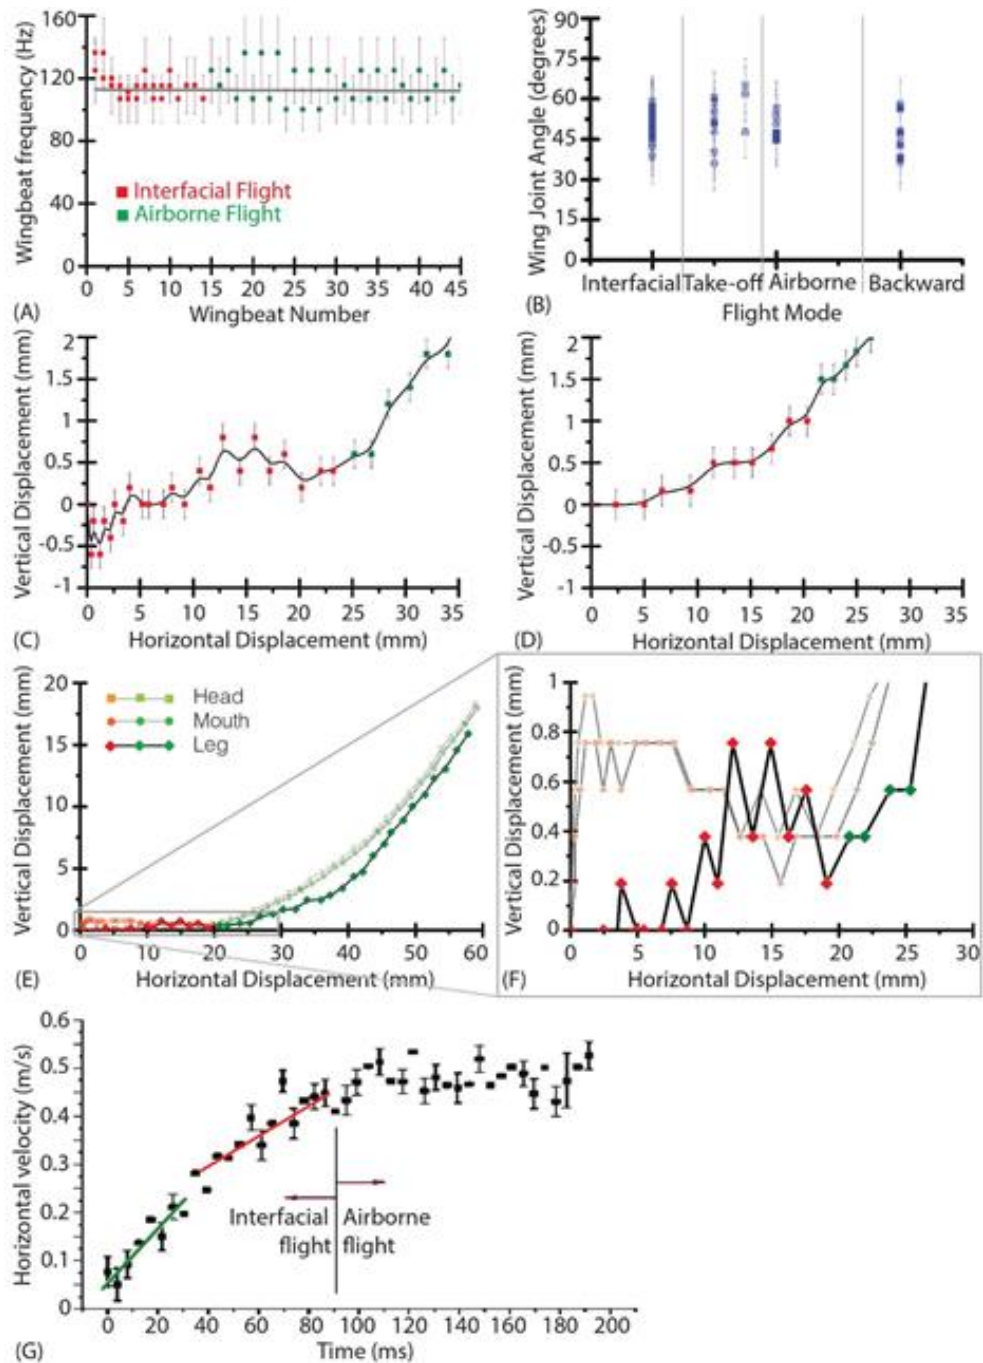 Wingbeat frequency (Hz)
160
120
80
40
0
Interfacial Flight
Airborne Flight
0 5 10 15 20 25 30 35 40 45
(A) Wingbeat Number
Wing Joint Angle (degrees)
90
75
60
45
30
15
0
Interfacial Take-off Airborne Backward
(B) Flight Mode
Vertical Displacement (mm)
2
1.5
1
0.5
0
-0.5
-1
0 5 10 15 20 25 30 35
(C) Horizontal Displacement (mm)
Vertical Displacement (mm)
2
1.5
1
0.5
0
-0.5
-1
0 5 10 15 20 25 30 35
(D) Horizontal Displacement (mm)
Vertical Displacement (mm)
20
15
10
5
0
Head
Mouth
Leg
0 10 20 30 40 50 60
(E) Horizontal Displacement (mm)
Vertical Displacement (mm)
1
0.8
0.6
0.4
0.2
0
0 5 10 15 20 25 30
(F) Horizontal Displacement (mm)
Horizontal velocity (m/s)
0.6
0.5
0.4
0.3
0.2
0.1
0
Interfacial flight
Airborne flight
0 20 40 60 80 100 120 140 160 180 200
(G) Time (ms)